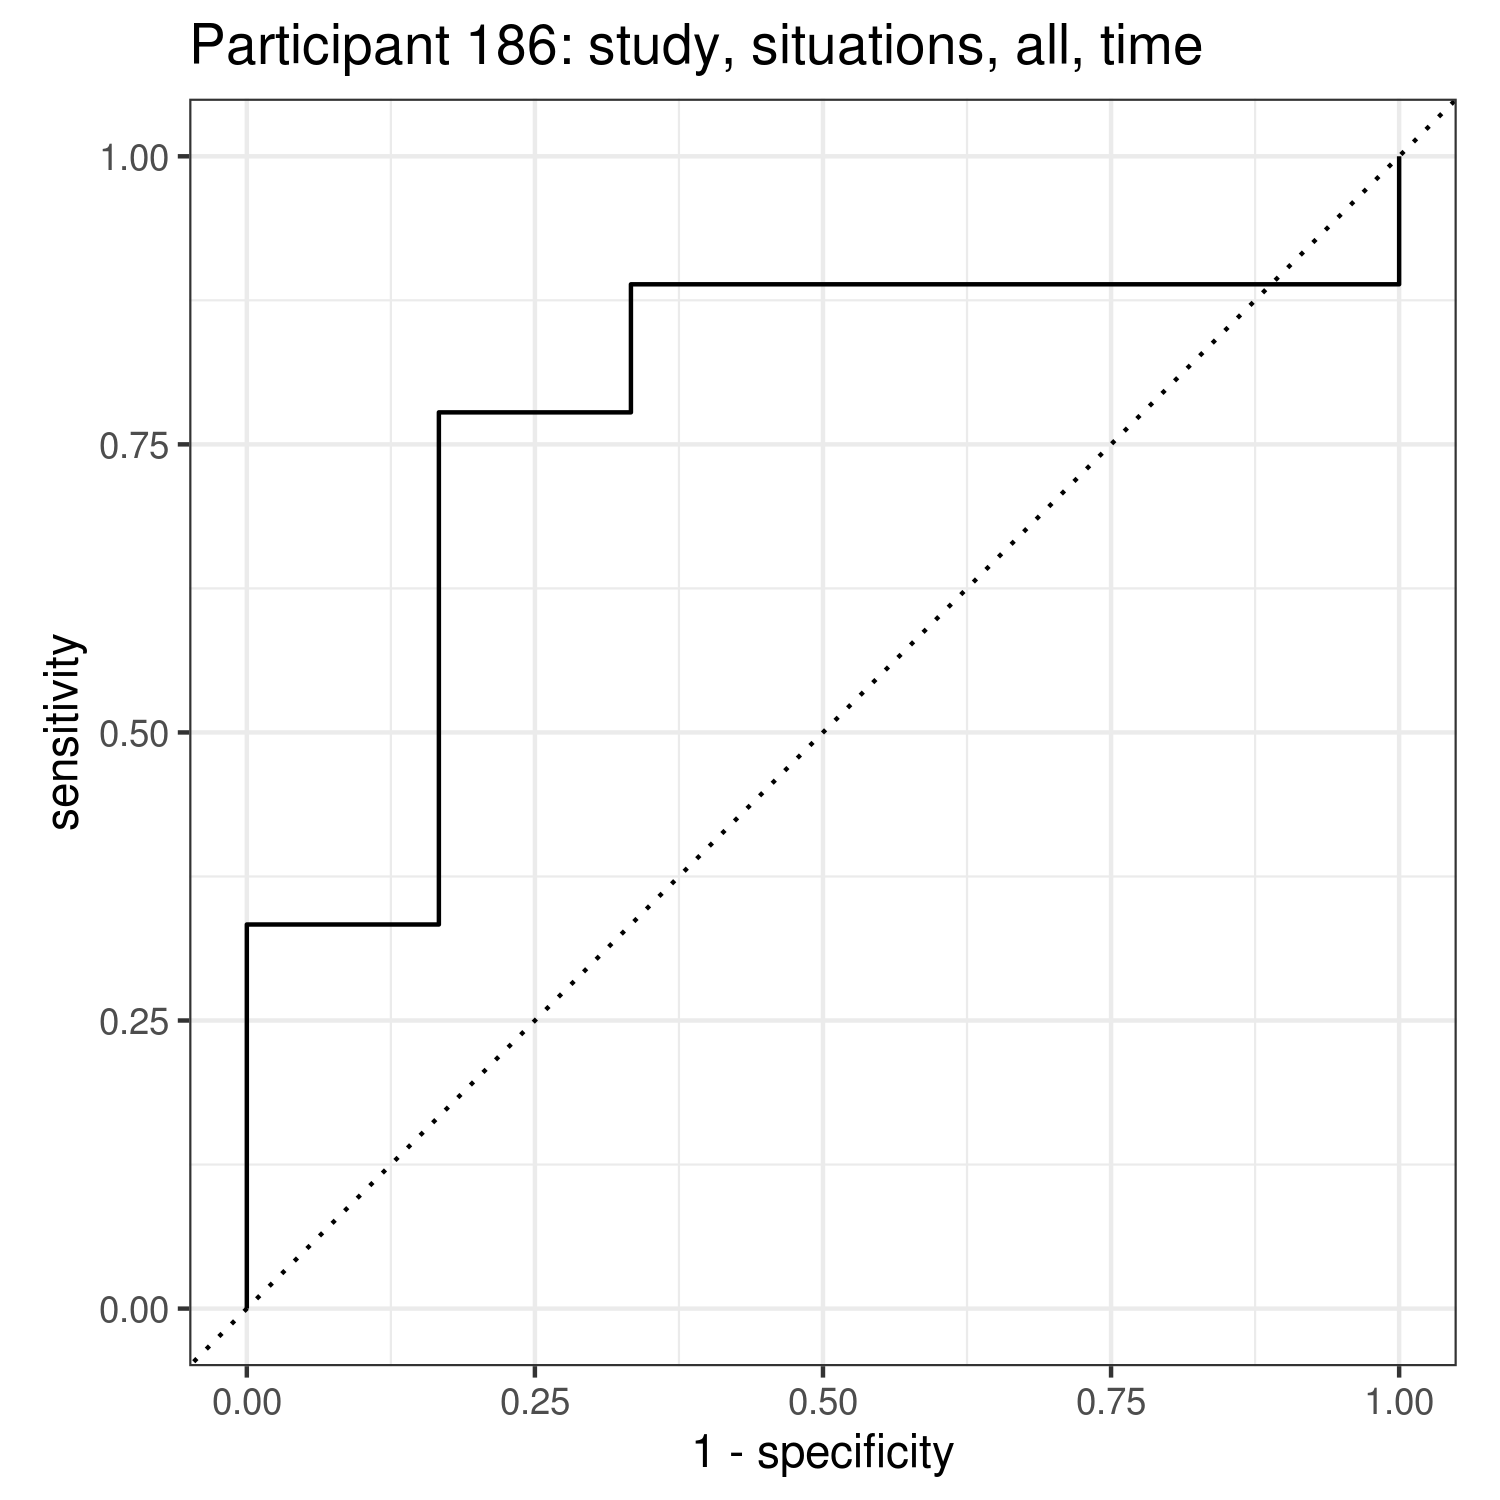 Participant 186: study, situations, all, time
1.00
0.75
0.50
0.25
0.00
sensitivity
0.00 0.25 0.50 0.75 1.00
1 - specificity